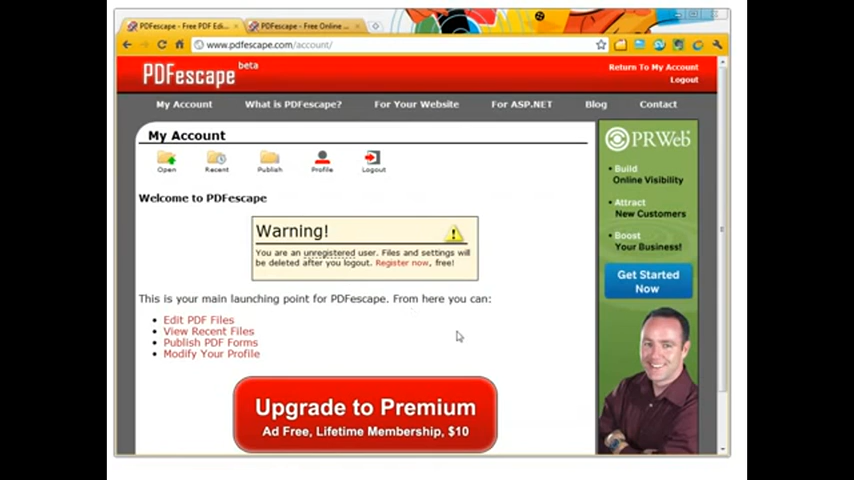 PDFescape - Free PDF Edi...
PDFescape - Free Online ...
www.pdfescape.com/account/
PDFescape beta
Return To My Account
Logout
My Account
What is PDFescape?
For Your Website
For ASP.NET
Blog
Contact
My Account
Open
Recent
Publish
Profile
Logout
Welcome to PDFescape
Warning!
You are an unregistered user. Files and settings will
be deleted after you logout. Register now, free!
This is your main launching point for PDFescape. From here you can:
• Edit PDF Files
• View Recent Files
• Publish PDF Forms
• Modify Your Profile
Upgrade to Premium
Ad Free, Lifetime Membership, $10
PRWeb
• Build
Online Visibility
• Attract
New Customers
• Boost
Your Business!
Get Started
Now